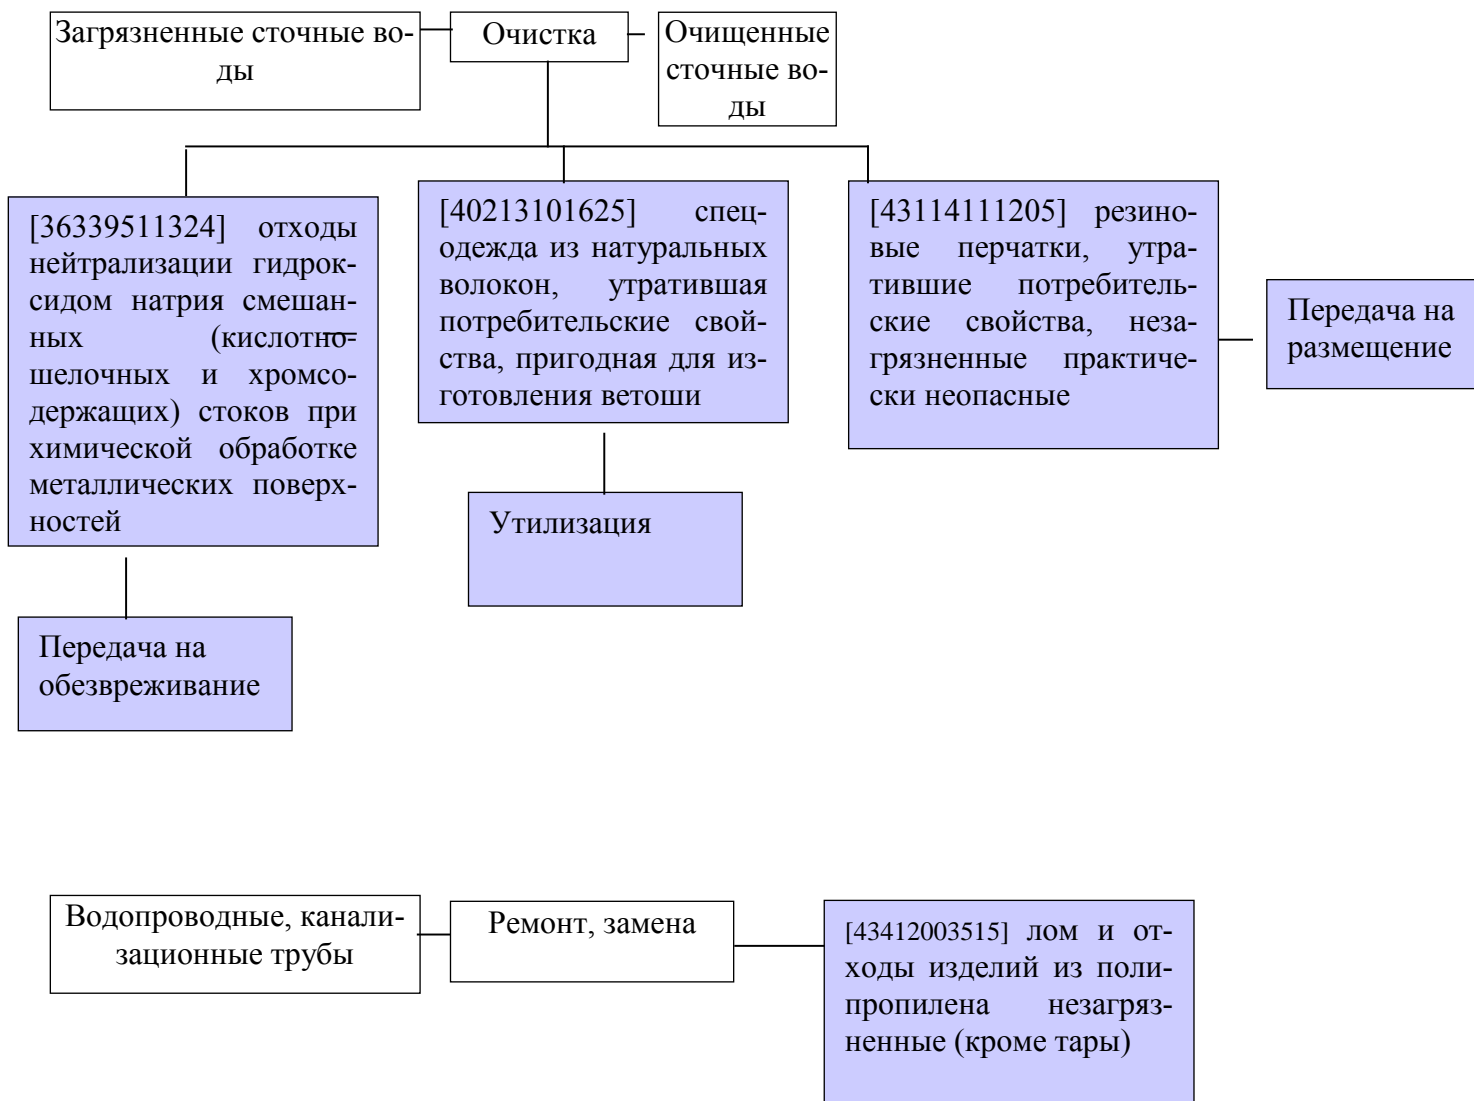 Загрязненные сточные во-
ды
Очистка
Очищенные
сточные во-
ды
[36339511324] отходы
нейтрализации гидрок-
сидом натрия смешан-
ных (кислотно-
шелочных и хромсо-
держащих) стоков при
химической обработке
металлических поверх-
ностей
[40213101625] спец-
одежда из натуральных
волокон, утратившая
потребительские свой-
ства, пригодная для из-
готовления ветоши
[43114111205] резино-
вые перчатки, утра-
тившие потребитель-
ские свойства, неза-
грязненные практиче-
ски неопасные
Передача на
размещение
Утилизация
Передача на
обезвреживание
Водопроводные, канали-
зационные трубы
Ремонт, замена
[43412003515] лом и от-
ходы изделий из поли-
пропилена незагряз-
ненные (кроме тары)